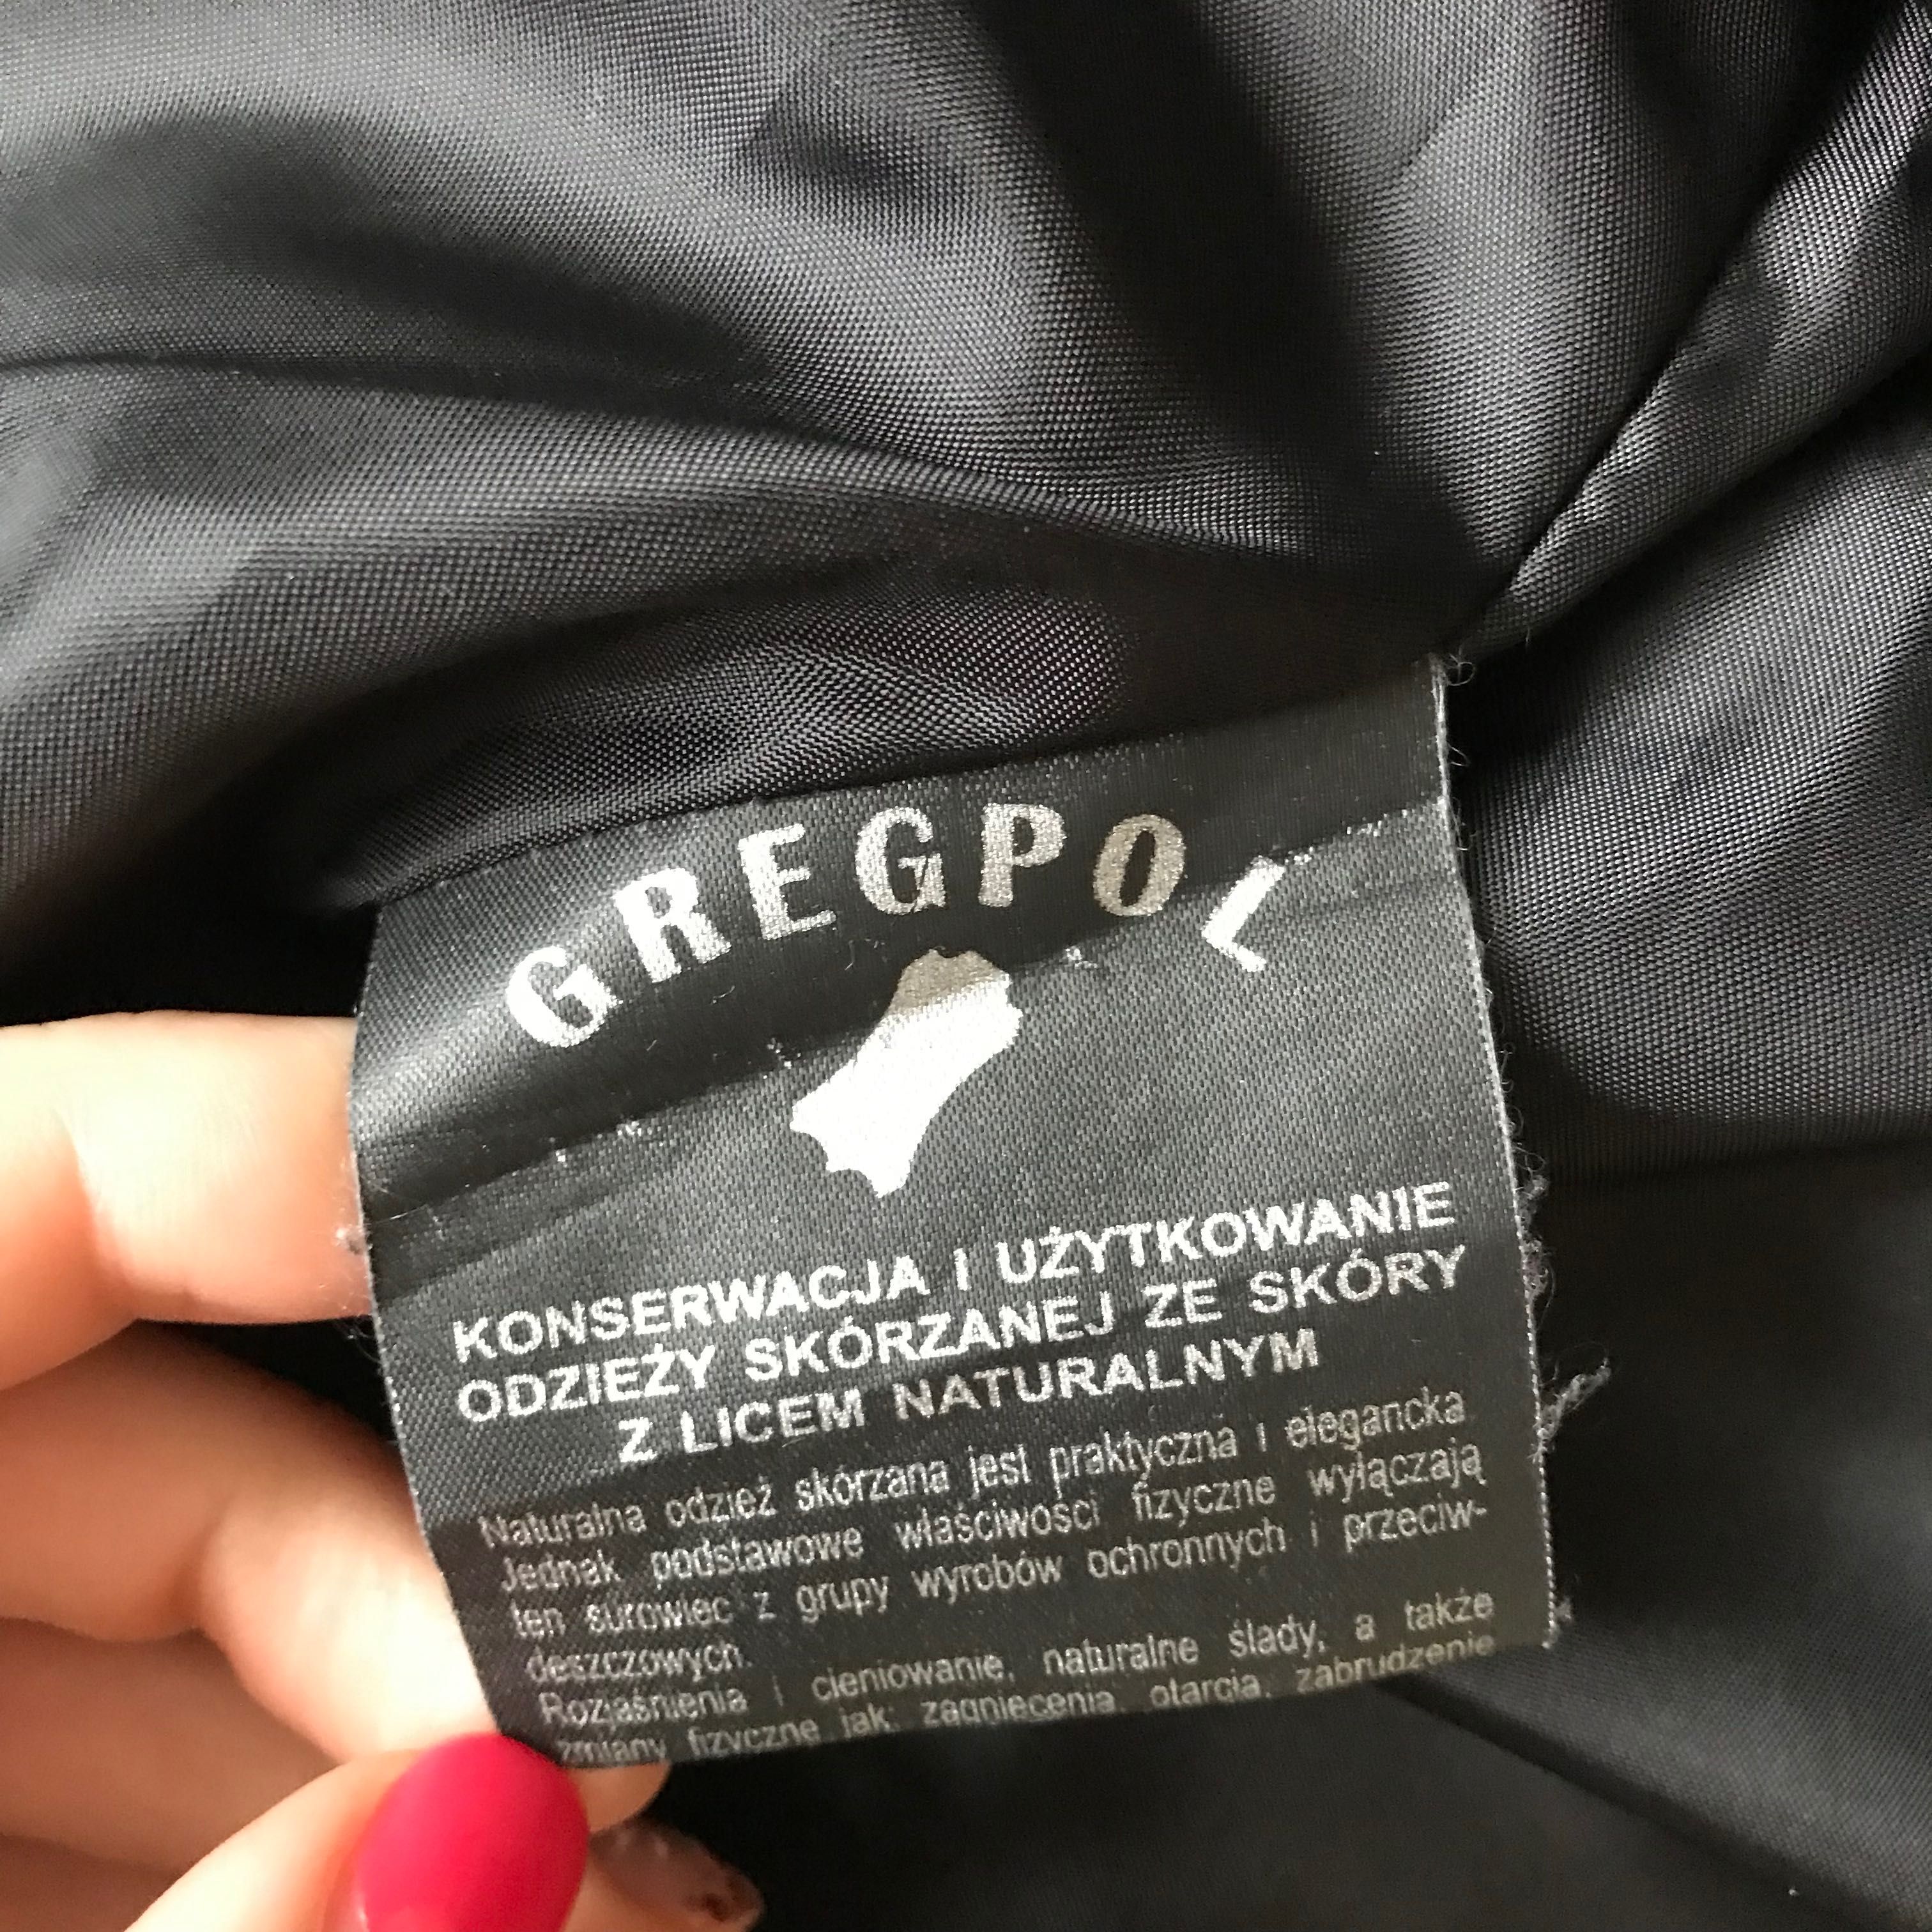 GREGPOL
KONSERWACJA I UŻYTKOWANIE
ODZIEŻY SKÓRZANEJ ZE SKÓRY
Z LICEM NATURALNYM
Naturalna odzież skórzana jest praktyczna i elegancka
Jednak podstawowe właściwości fizyczne wyłączają
ten surowiec z grupy wyrobów ochronnych i przeciw-
deszczowych.
Rozjaśnienia i cieniowanie, naturalne ślady, a także
zmiany fizyczne jak: zagniecenia, otarcia, zabrudzenie